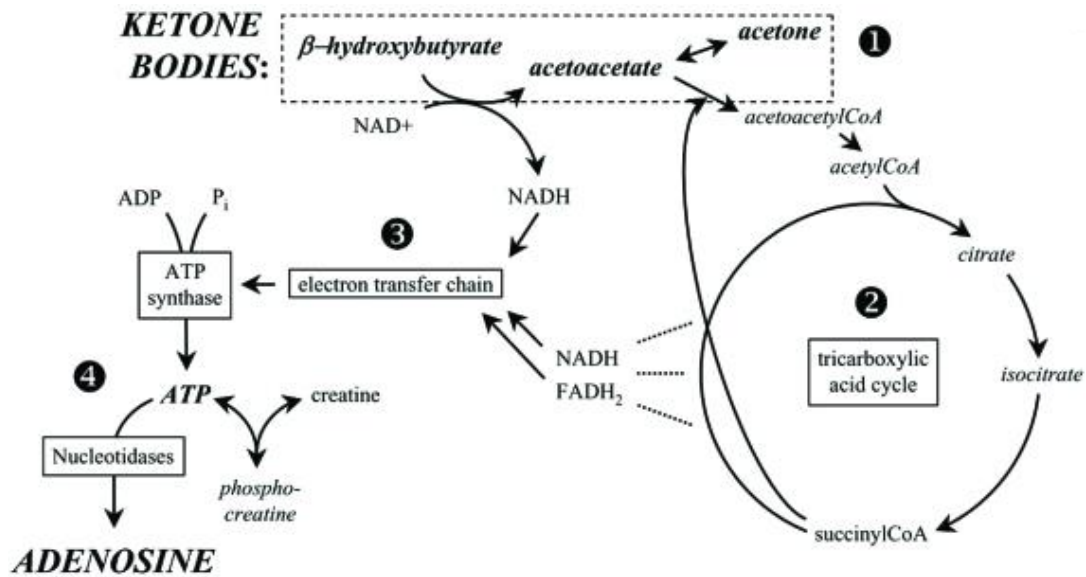 KETONE
BODIES:
β–hydroxybutyrate
acetoacetate
acetone
❶
NAD+
acetoacetylCoA
acetylCoA
NADH
ADP
Pi
❸
ATP
synthase
electron transfer chain
citrate
❷
tricarboxylic
acid cycle
isocitrate
NADH
FADH2
❹
ATP
creatine
Nucleotidases
phospho-
creatine
succinylCoA
ADENOSINE